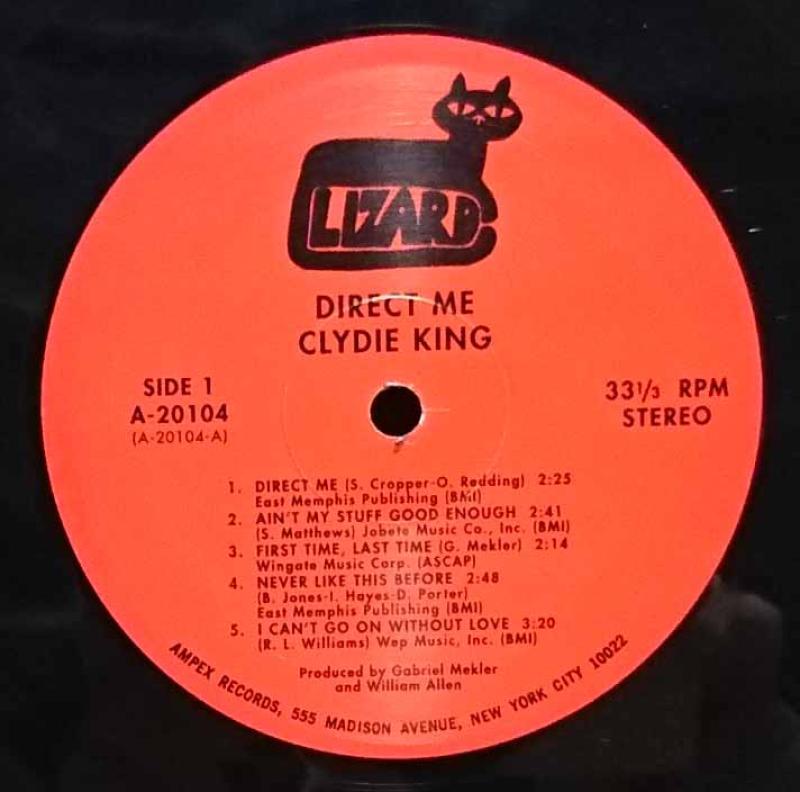 LIZARD
DIRECT ME
CLYDIE KING
SIDE 1
A-20104
(A-20104-A)
33 1/3 RPM
STEREO
1. DIRECT ME (S. Cropper-O. Redding) 2:25
East Memphis Publishing (BMI)
2. AIN'T MY STUFF GOOD ENOUGH 2:41
(S. Matthews) Jobete Music Co., Inc. (BMI)
3. FIRST TIME, LAST TIME (G. Mekler) 2:14
Wingate Music Corp. (ASCAP)
4. NEVER LIKE THIS BEFORE 2:48
(B. Jones-I. Hayes-D. Porter)
East Memphis Publishing (BMI)
5. I CAN'T GO ON WITHOUT LOVE 3:20
(R. L. Williams) Wep Music, Inc. (BMI)
Produced by Gabriel Mekler
and William Allen
AMPEX RECORDS, 555 MADISON AVENUE, NEW YORK CITY 10022